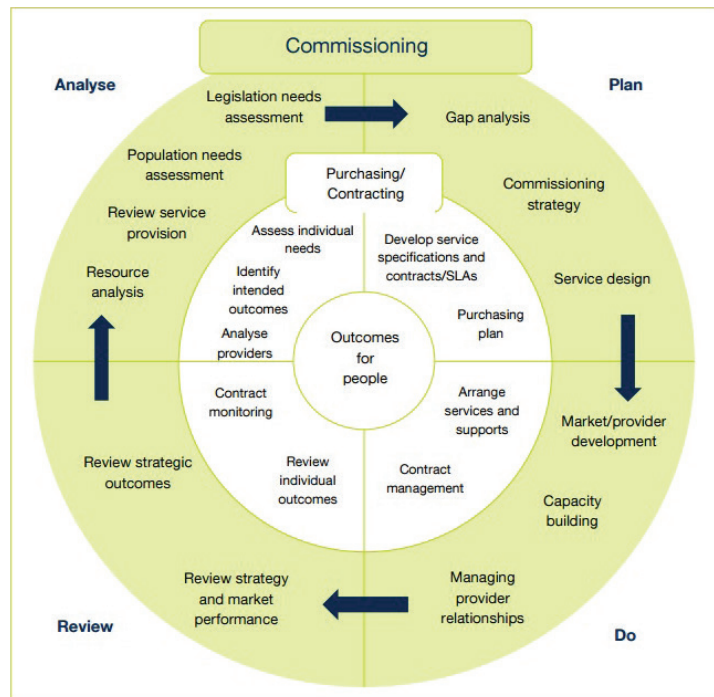 Commissioning
Analyse
Plan
Legislation needs
assessment
Gap analysis
Population needs
assessment
Purchasing/
Contracting
Commissioning
strategy
Review service
provision
Assess individual
needs
Develop service
specifications and
contracts/SLAs
Resource
analysis
Identify
intended
outcomes
Service design
Analyse
providers
Outcomes
for
people
Purchasing
plan
Contract
monitoring
Arrange
services and
supports
Market/provider
development
Review strategic
outcomes
Review
individual
outcomes
Contract
management
Capacity
building
Review strategy
and market
performance
Managing
provider
relationships
Review
Do